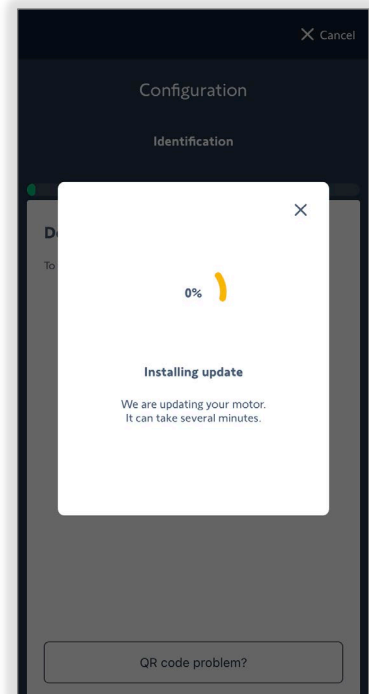 Cancel
Configuration
Identification
To
0%
Installing update
We are updating your motor.
It can take several minutes.
QR code problem?